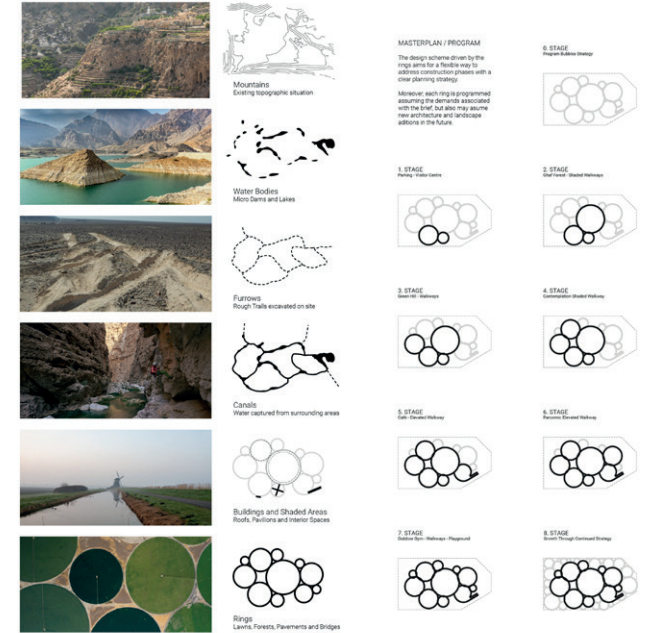 Mountains
Existing topographic situation
Water Bodies
Micro Dams and Lakes
Furrows
Rough Trails excavated on site
Canals
Water captured from surrounding areas
Buildings and Shaded Areas
Roofs, Pavilions and Interior Spaces
Rings
Lawns, Forests, Pavements and Bridges
MASTERPLAN / PROGRAM
The design scheme driven by the
rings aims for a flexible way to
address construction phases with a
clear planning strategy.
Moreover, each ring is programmed
assuming the demands associated
with the brief, but also may asume
new architecture and landscape
aditions in the future.
0. STAGE
Program Bubbles Strategy
1. STAGE
Parking - Visitor Centre
2. STAGE
Ghaf Forest - Shaded Walkways
3. STAGE
Green Hill - Walkways
4. STAGE
Contemplation Shaded Walkway
5. STAGE
Cafe - Elevated Walkway
6. STAGE
Panoramic Elevated Walkway
7. STAGE
Outdoor Gym - Walkways - Playground
8. STAGE
Growth Through Continued Strategy